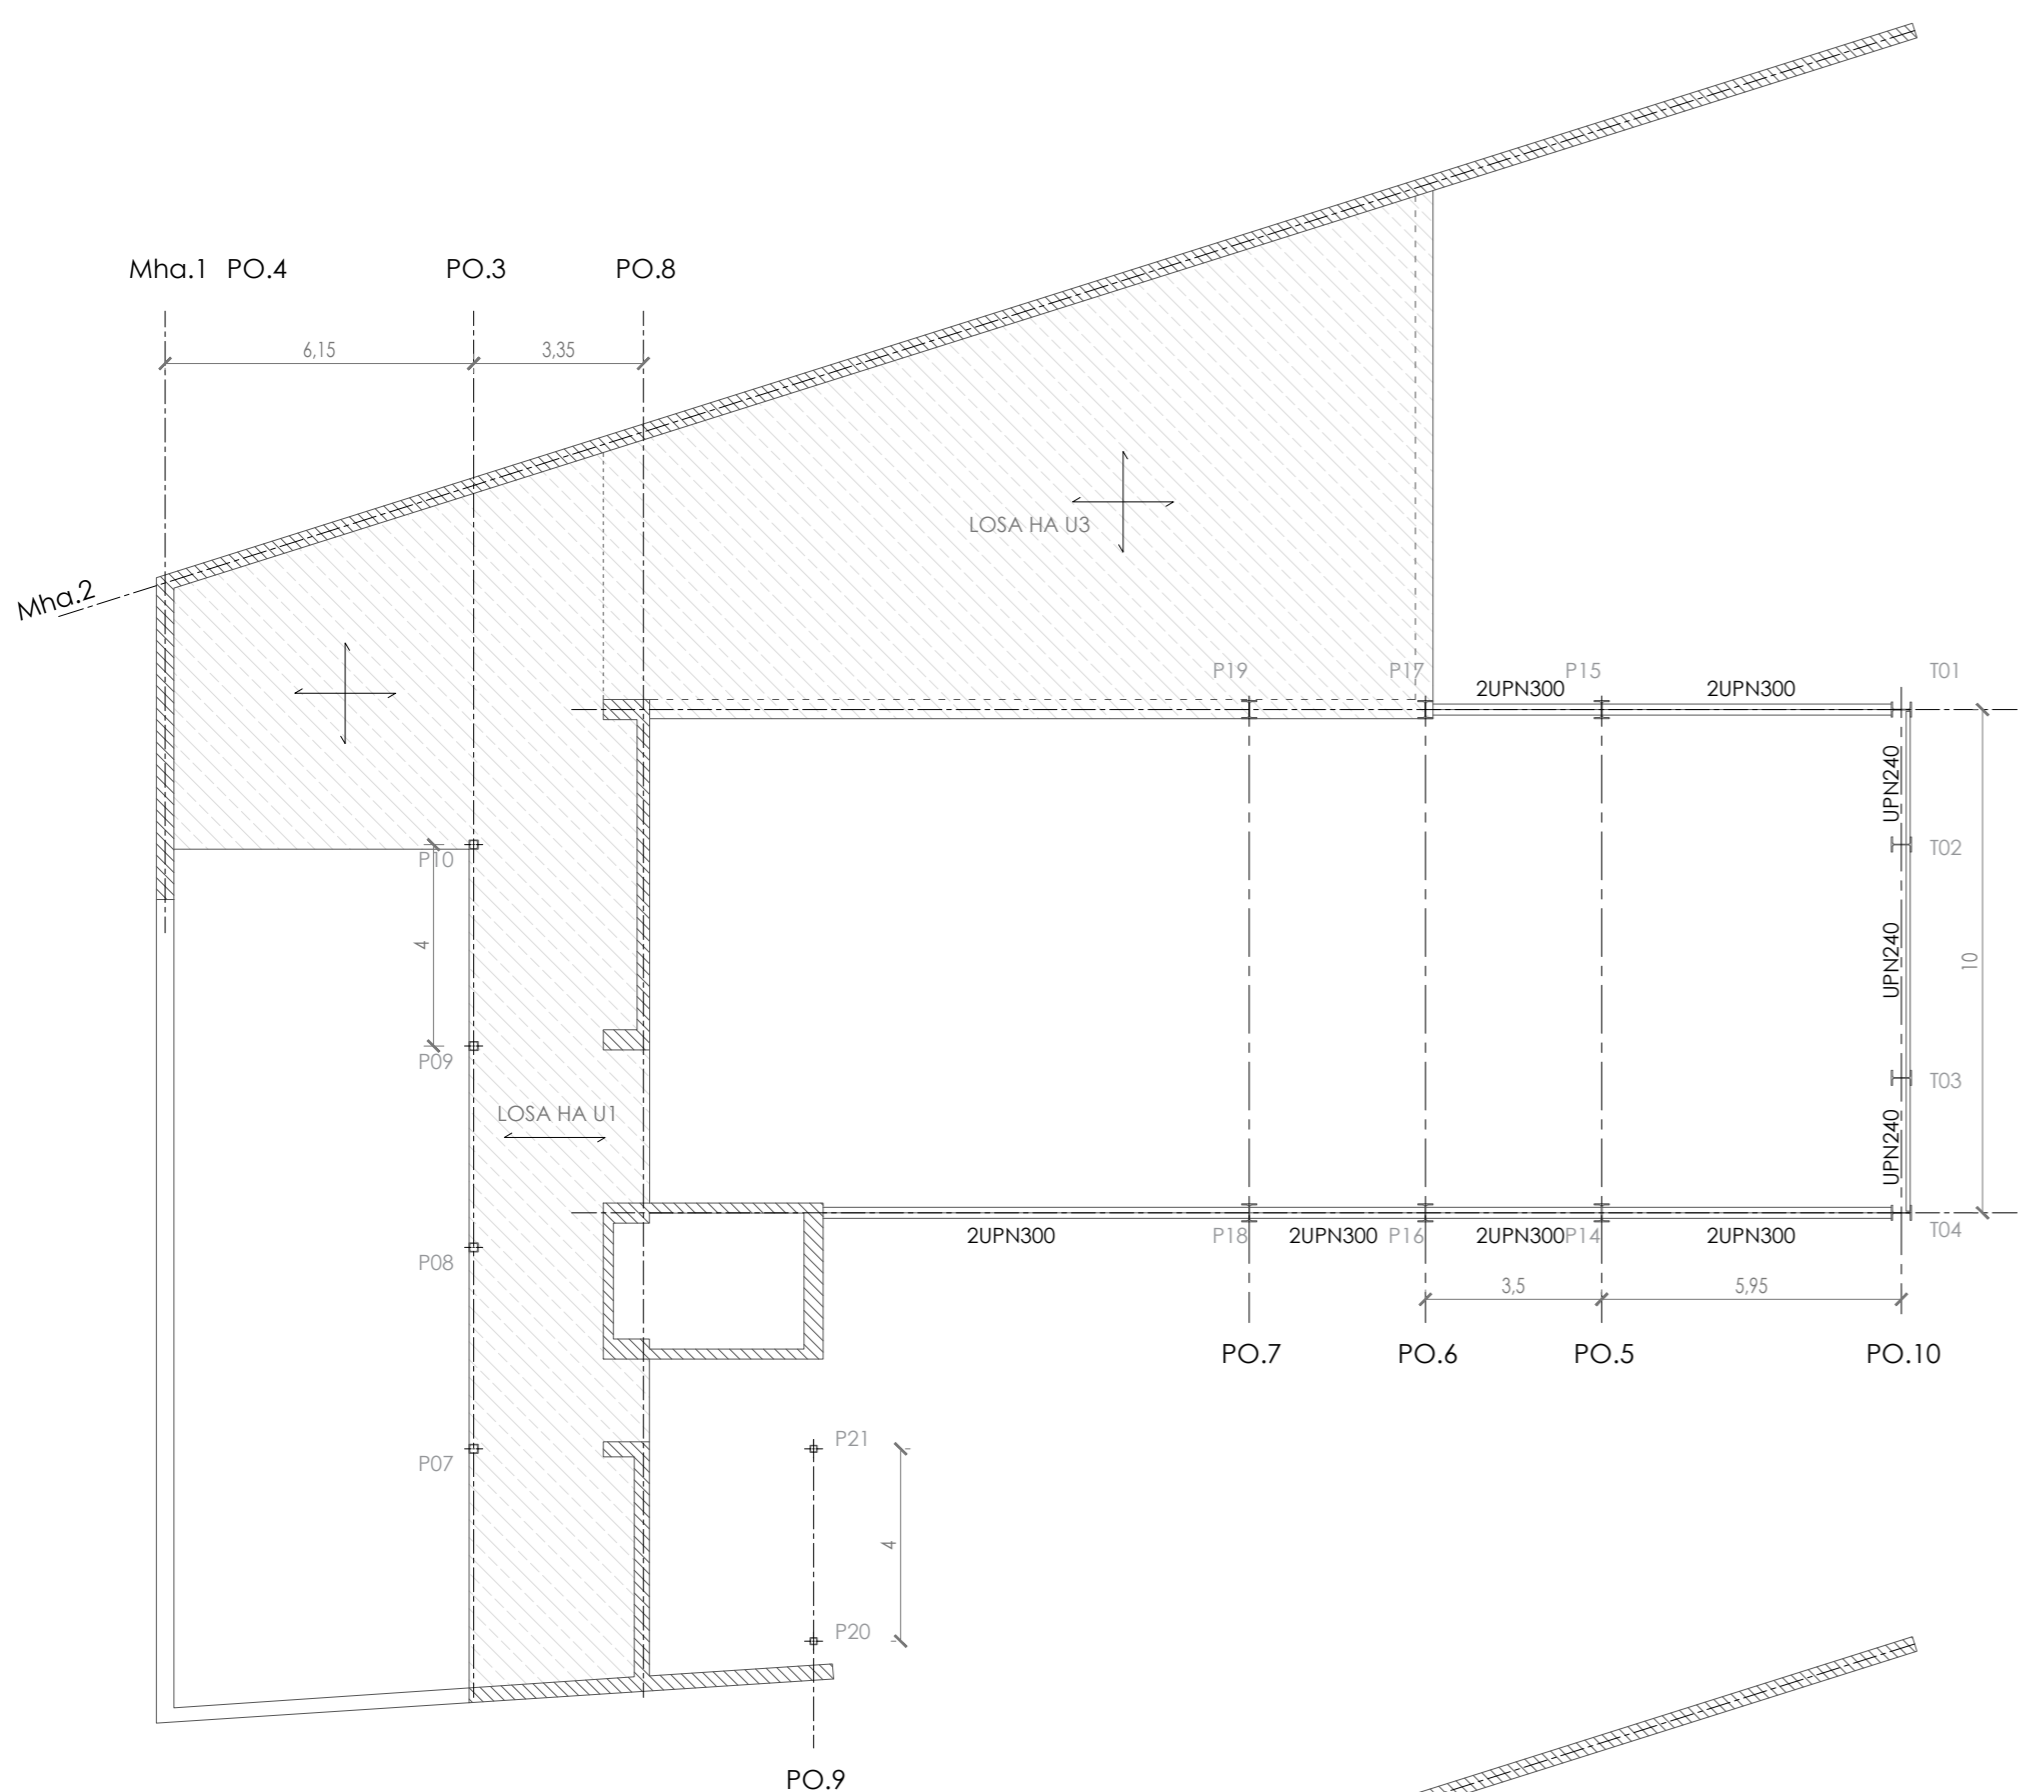 Mha.1 PO.4 PO.3 PO.8
6,15 3,35
LOSA HA U3
Mha.2
P19 P17 P15 T01
2UPN300 2UPN300
UPN240
P10 T02
4
UPN240
10
P09
T03
LOSA HA U1
UPN240
P08
2UPN300 P18 2UPN300 P16 2UPN300 P14 2UPN300 T04
3,5 5,95
PO.7 PO.6 PO.5 PO.10
P07 P21
4
P20
PO.9